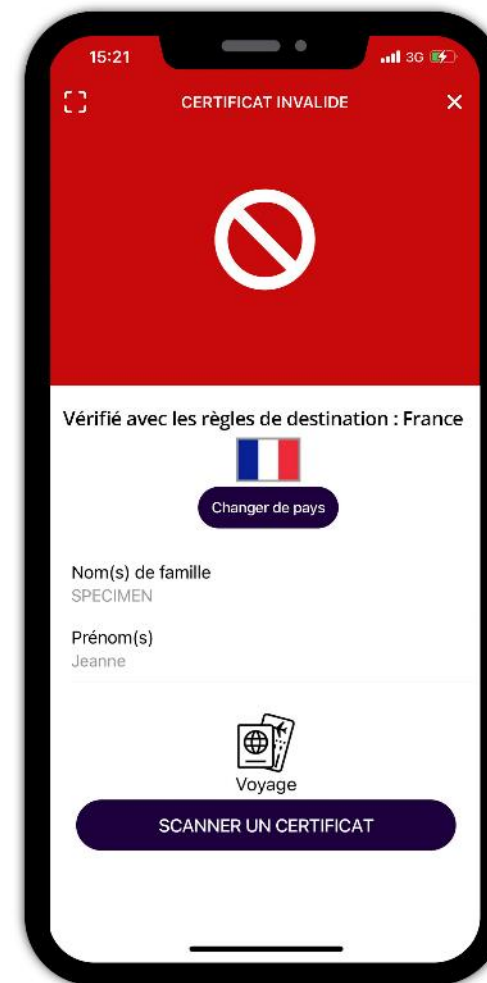 15:21
3G
CERTIFICAT INVALIDE
Vérifié avec les règles de destination : France
Changer de pays
Nom(s) de famille
SPECIMEN
Prénom(s)
Jeanne
Voyage
SCANNER UN CERTIFICAT